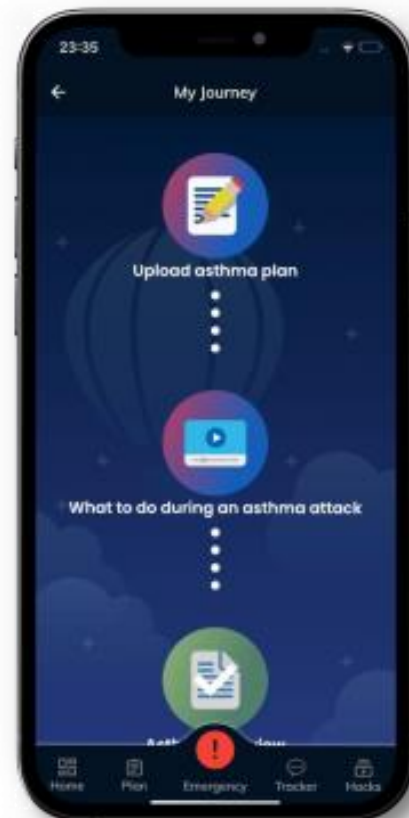 23:35
My Journey
Upload asthma plan
What to do during an asthma attack
Home Plan Emergency Tracker Hacks